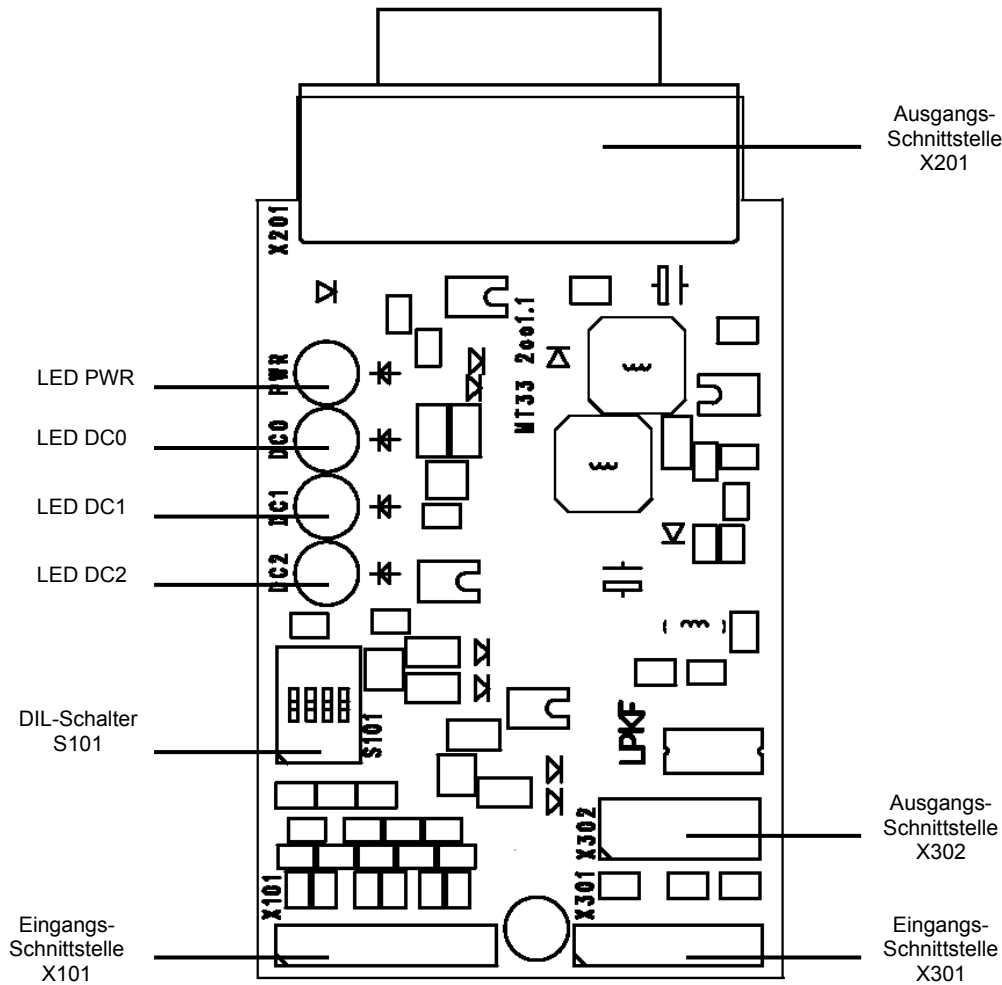 Ausgangs-
Schnittstelle
X201
X201
LED PWR
PWR
MT33 2oo1.1
LED DC0
DC0
LED DC1
DC1
LED DC2
DC2
DIL-Schalter
S101
S101
LPKF
Ausgangs-
Schnittstelle
X302
X302
X101
X301
Eingangs-
Schnittstelle
X101
Eingangs-
Schnittstelle
X301